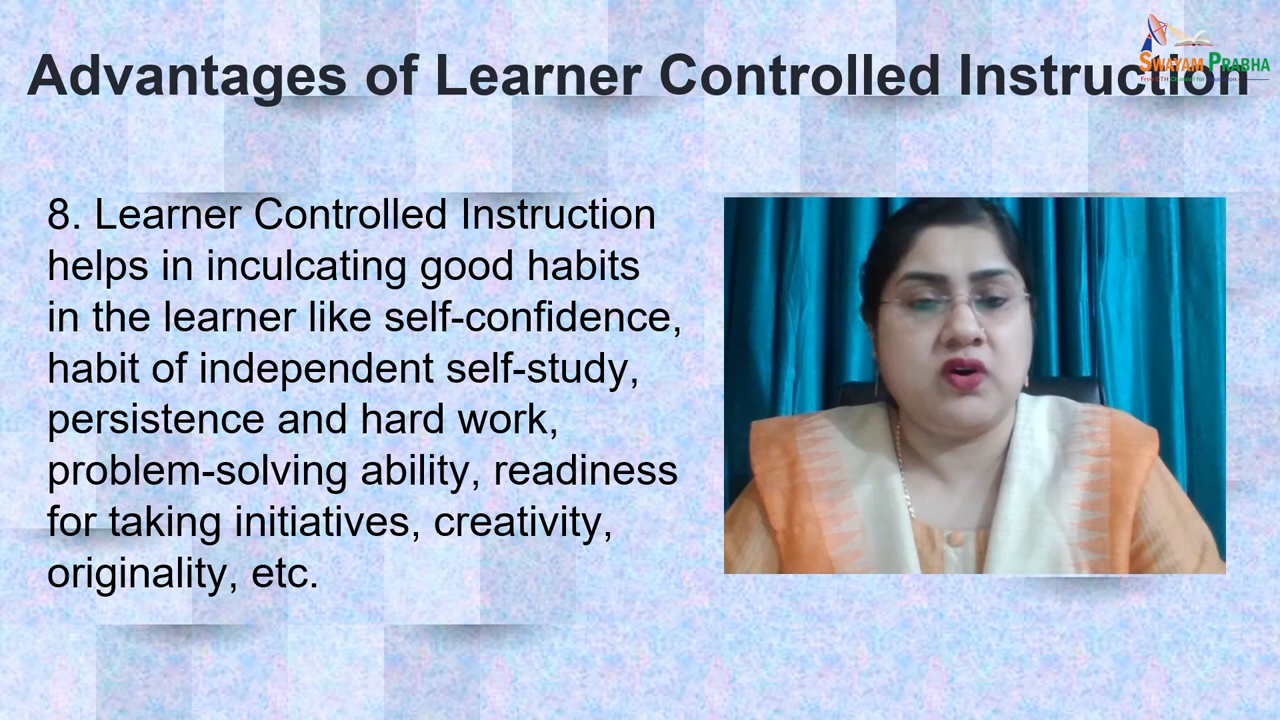 SWAYAM PRABHA
Advantages of Learner Controlled Instruction
8. Learner Controlled Instruction
helps in inculcating good habits
in the learner like self-confidence,
habit of independent self-study,
persistence and hard work,
problem-solving ability, readiness
for taking initiatives, creativity,
originality, etc.